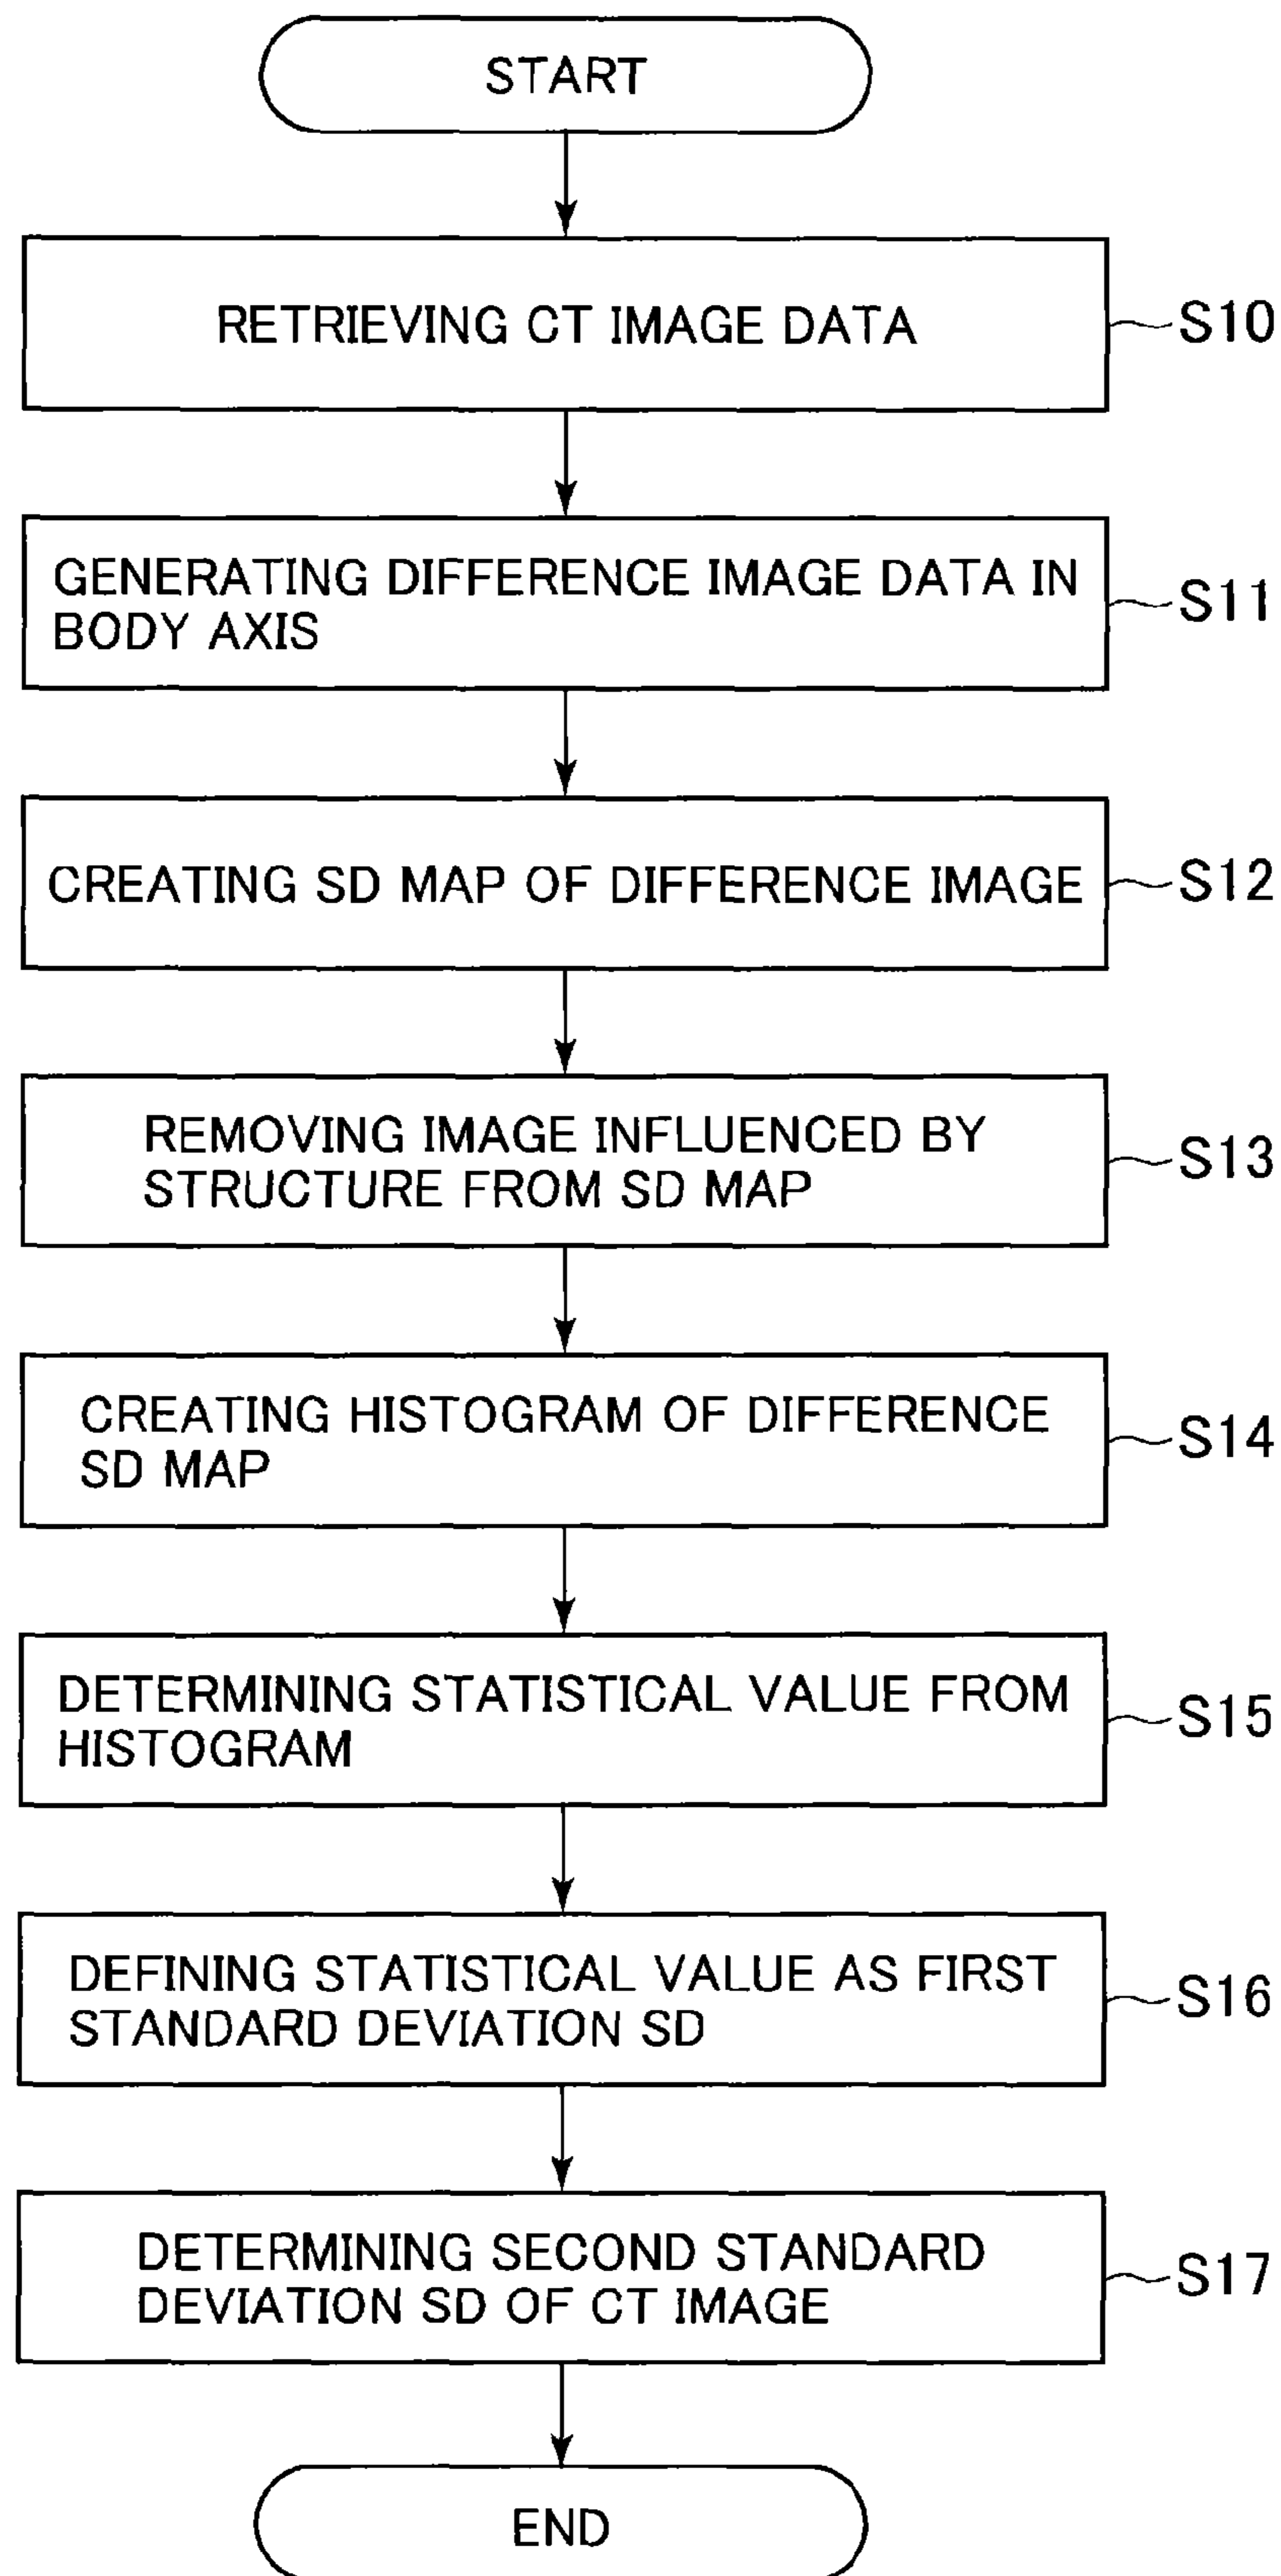 START
RETRIEVING CT IMAGE DATA
S10
GENERATING DIFFERENCE IMAGE DATA IN
BODY AXIS
S11
CREATING SD MAP OF DIFFERENCE IMAGE
S12
REMOVING IMAGE INFLUENCED BY
STRUCTURE FROM SD MAP
S13
CREATING HISTOGRAM OF DIFFERENCE
SD MAP
S14
DETERMINING STATISTICAL VALUE FROM
HISTOGRAM
S15
DEFINING STATISTICAL VALUE AS FIRST
STANDARD DEVIATION SD
S16
DETERMINING SECOND STANDARD
DEVIATION SD OF CT IMAGE
S17
END